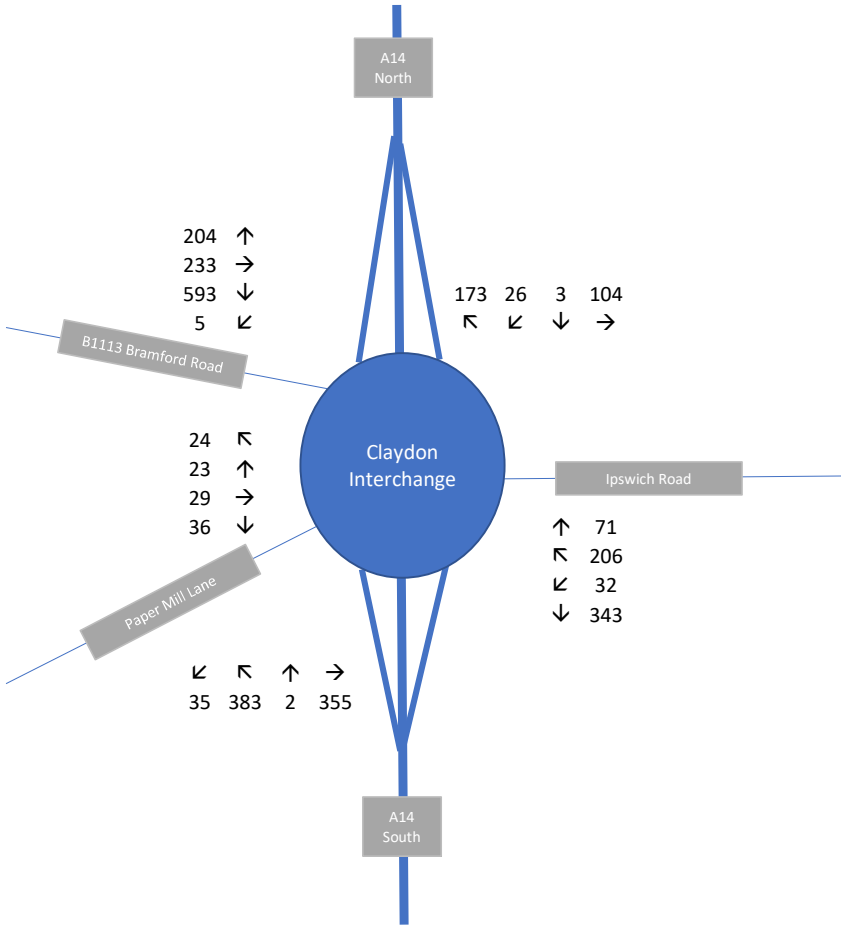 A14
North
204 ↑
233 →
593 ↓
5 ↙
173 26 3 104
↖ ↙ ↓ →
B1113 Bramford Road
Claydon
Interchange
24 ↖
23 ↑
29 →
36 ↓
Ipswich Road
↑ 71
↖ 206
↙ 32
↓ 343
Paper Mill Lane
↙ ↖ ↑ →
35 383 2 355
A14
South